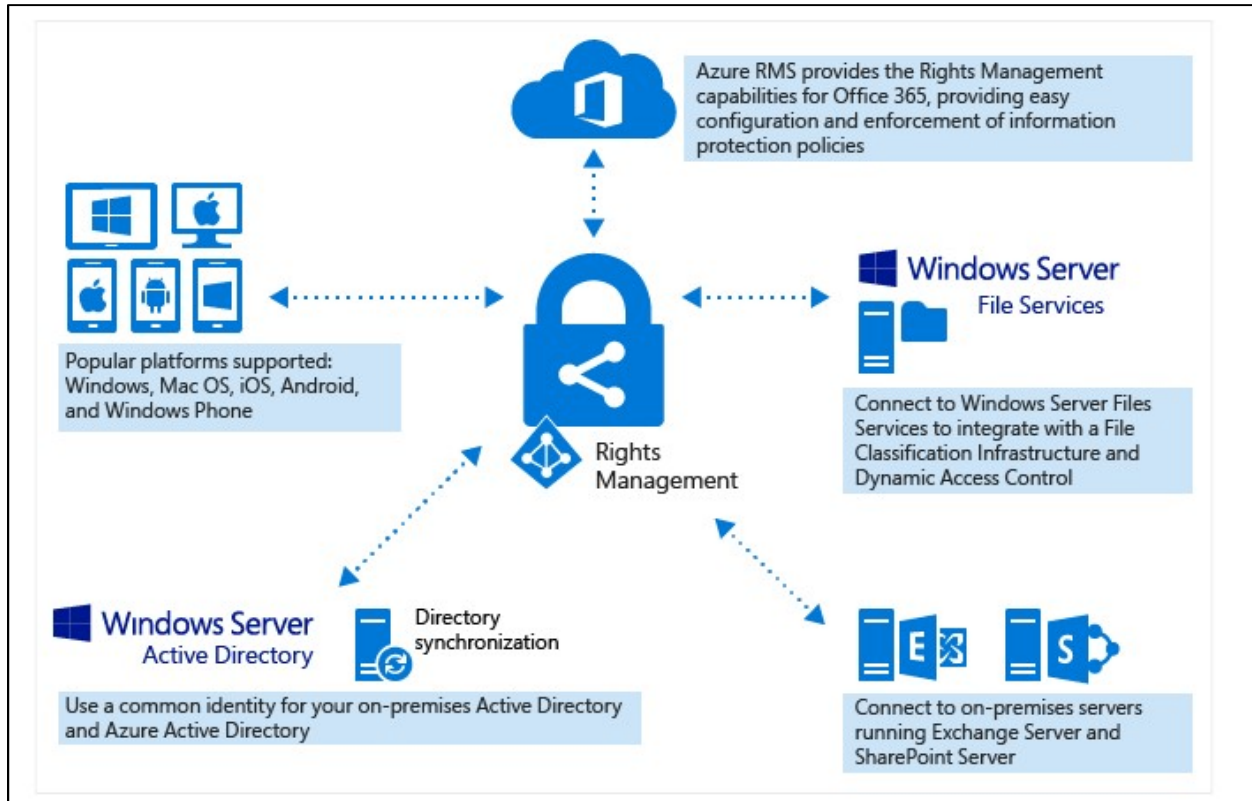 Azure RMS provides the Rights Management
capabilities for Office 365, providing easy
configuration and enforcement of information
protection policies
Popular platforms supported:
Windows, Mac OS, iOS, Android,
and Windows Phone
Windows Server
File Services
Connect to Windows Server Files
Services to integrate with a File
Classification Infrastructure and
Dynamic Access Control
Rights
Management
Windows Server
Active Directory
Directory
synchronization
Use a common identity for your on-premises Active Directory
and Azure Active Directory
E
S
Connect to on-premises servers
running Exchange Server and
SharePoint Server